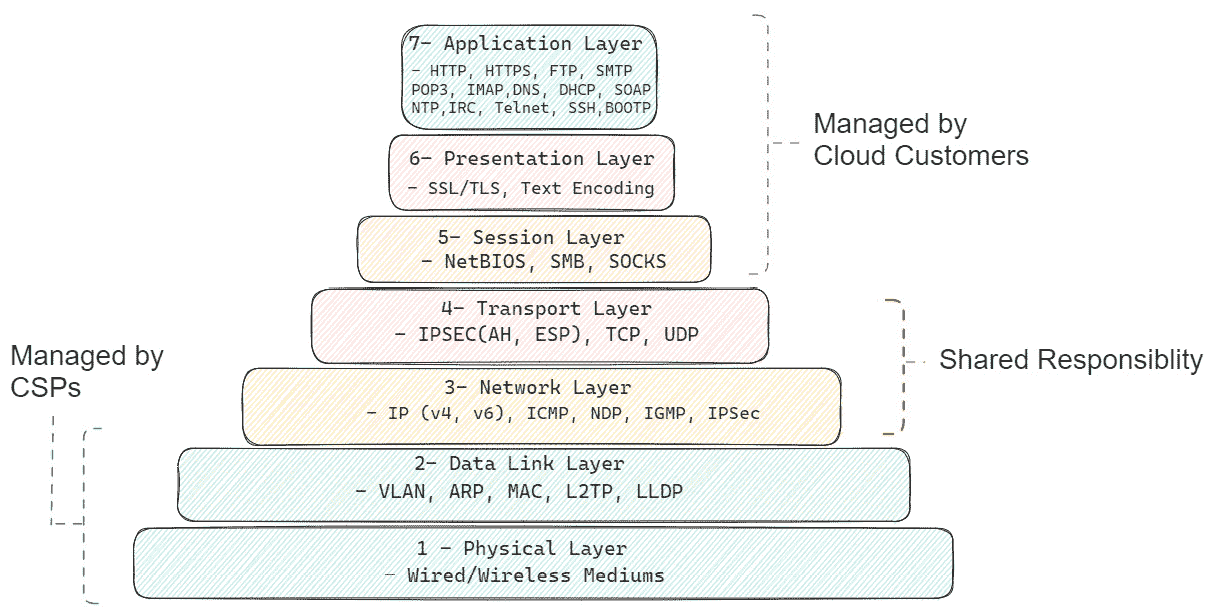 7- Application Layer
- HTTP, HTTPS, FTP, SMTP
POP3, IMAP,DNS, DHCP, SOAP
NTP,IRC, Telnet, SSH,BOOTP
6- Presentation Layer
- SSL/TLS, Text Encoding
5- Session Layer
- NetBIOS, SMB, SOCKS
Managed by
Cloud Customers
4- Transport Layer
- IPSEC(AH, ESP), TCP, UDP
3- Network Layer
- IP (v4, v6), ICMP, NDP, IGMP, IPSec
Shared Responsiblity
2- Data Link Layer
- VLAN, ARP, MAC, L2TP, LLDP
1 - Physical Layer
- Wired/Wireless Mediums
Managed by
CSPs